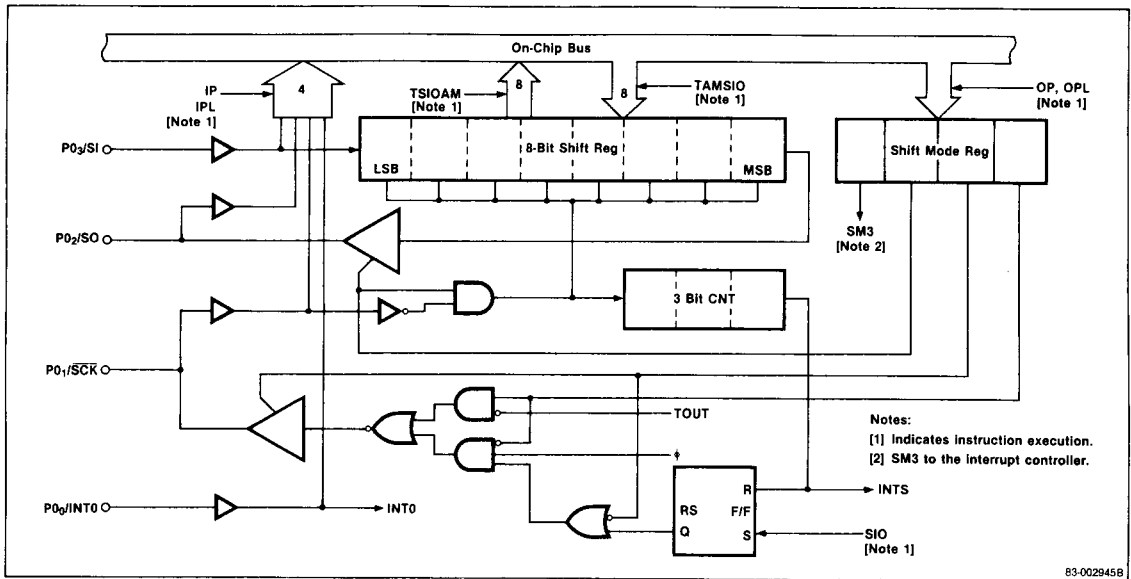 On-Chip Bus
IP
IPL
[Note 1]
4
TSIOAM
[Note 1]
8
8
TAMSIO
[Note 1]
OP, OPL
[Note 1]
P0₃/SI
8-Bit Shift Reg
LSB
MSB
Shift Mode Reg
P0₂/SO
SM3
[Note 2]
3 Bit CNT
P0₁/S̅C̅K̅
TOUT
ϕ
Notes:
[1] Indicates instruction execution.
[2] SM3 to the interrupt controller.
P0₀/INT0
INT0
R
RS
F/F
Q
S
INTS
SIO
[Note 1]
83-002945B